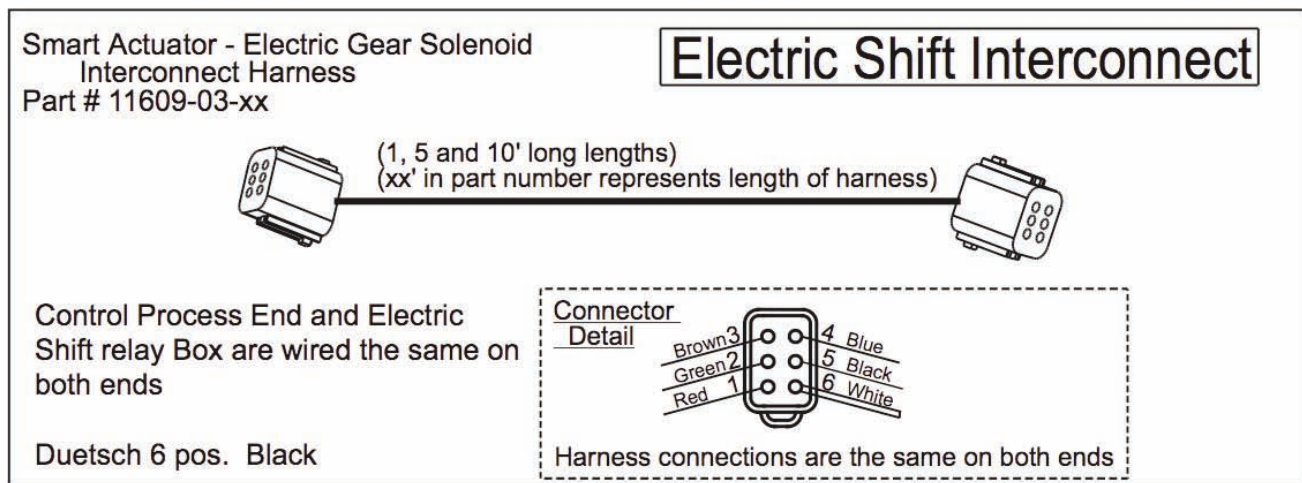 Smart Actuator - Electric Gear Solenoid
Interconnect Harness
Part # 11609-03-xx
Electric Shift Interconnect
(1, 5 and 10' long lengths)
(xx' in part number represents length of harness)
Control Process End and Electric
Shift relay Box are wired the same on
both ends
Duetsch 6 pos. Black
Connector
Detail
Brown 3
4 Blue
Green 2
5 Black
Red 1
6 White
Harness connections are the same on both ends